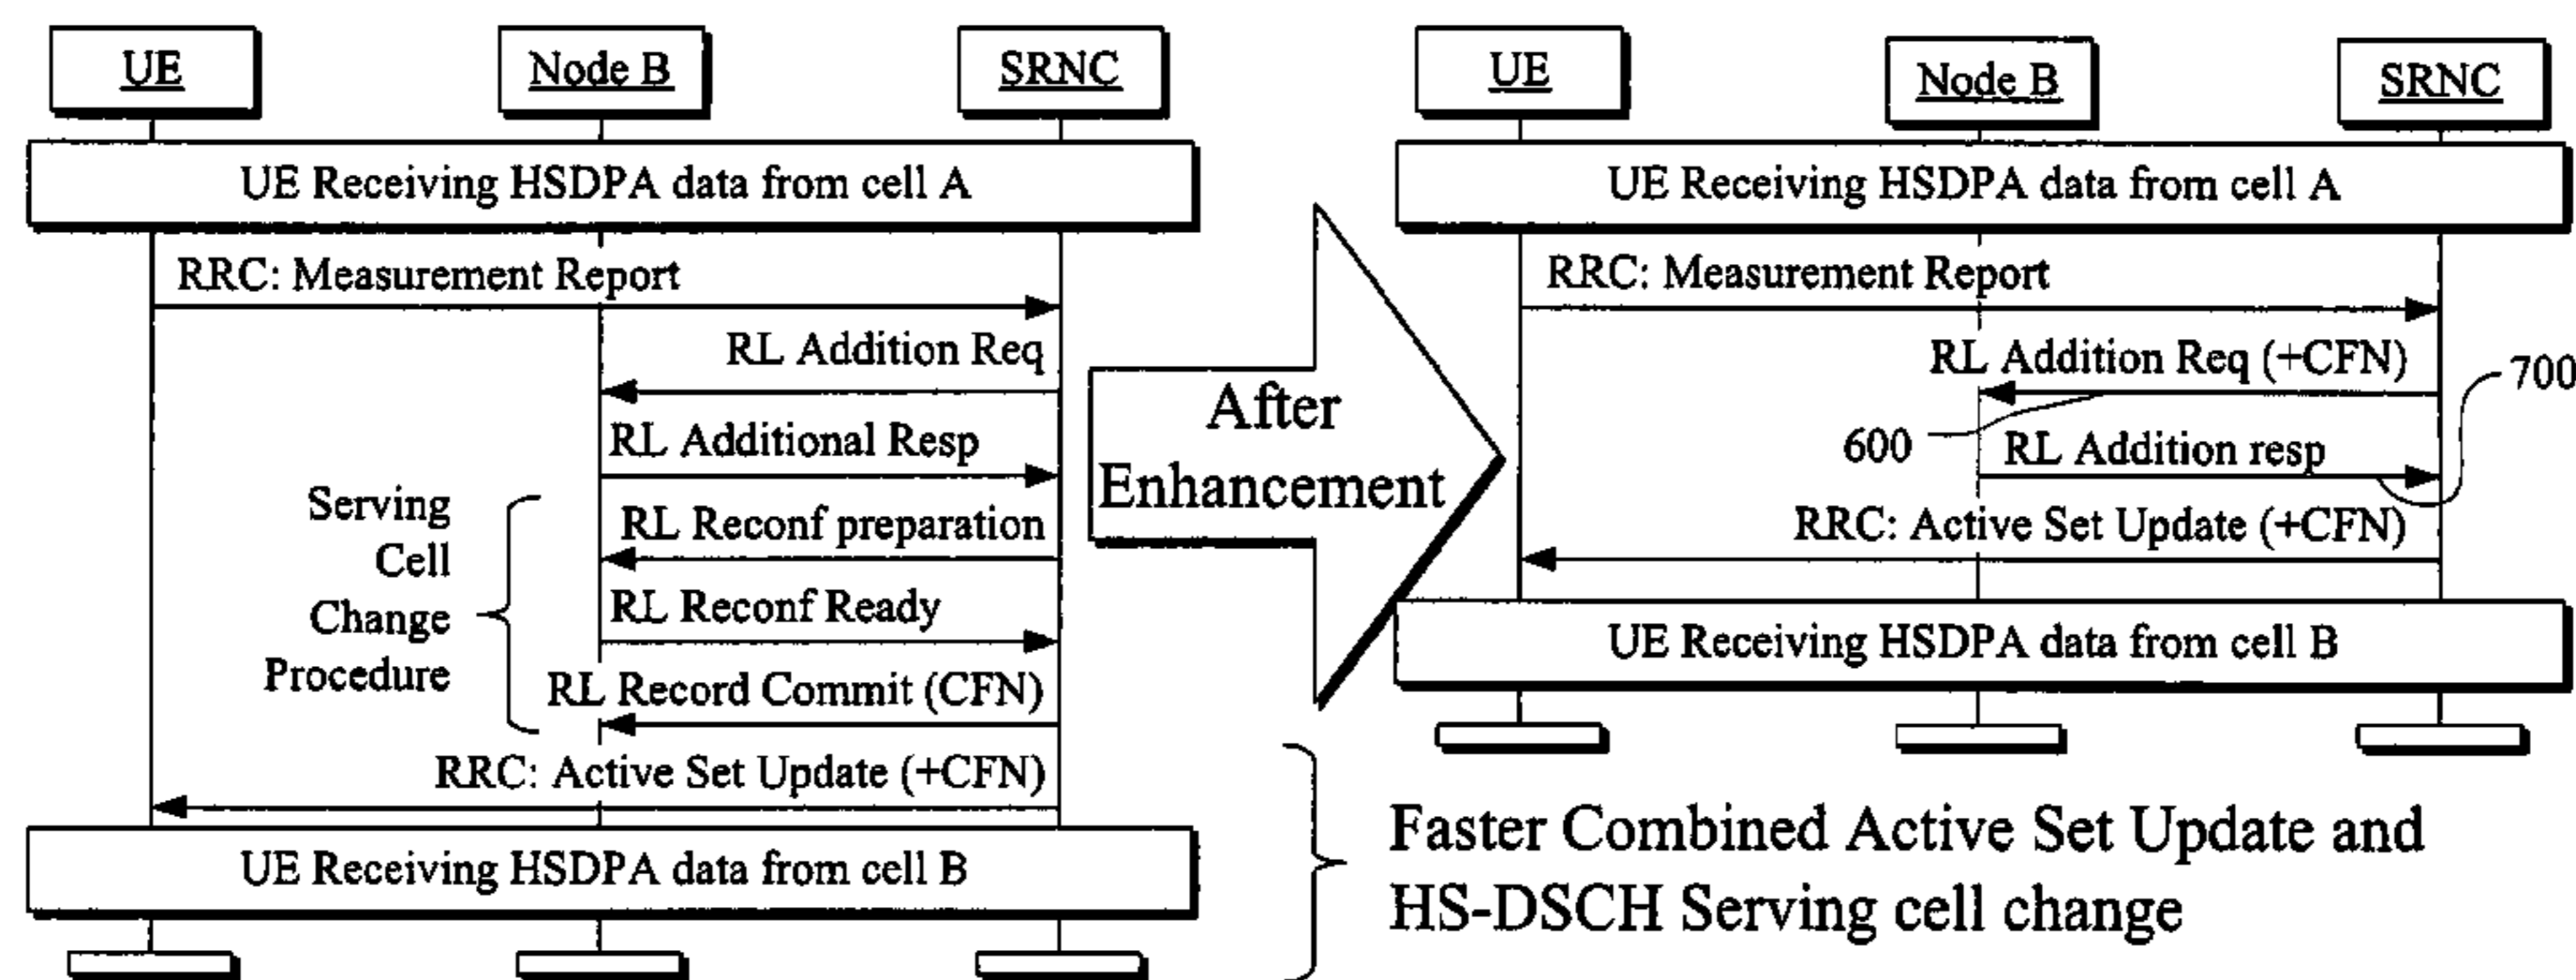 UE
Node B
SRNC
UE Receiving HSDPA data from cell A
RRC: Measurement Report
RL Addition Req
RL Additional Resp
Serving
Cell
Change
Procedure
RL Reconf preparation
RL Reconf Ready
RL Record Commit (CFN)
RRC: Active Set Update (+CFN)
UE Receiving HSDPA data from cell B
After
Enhancement
UE
Node B
SRNC
UE Receiving HSDPA data from cell A
RRC: Measurement Report
RL Addition Req (+CFN)
700
600
RL Addition resp
RRC: Active Set Update (+CFN)
UE Receiving HSDPA data from cell B
Faster Combined Active Set Update and
HS-DSCH Serving cell change